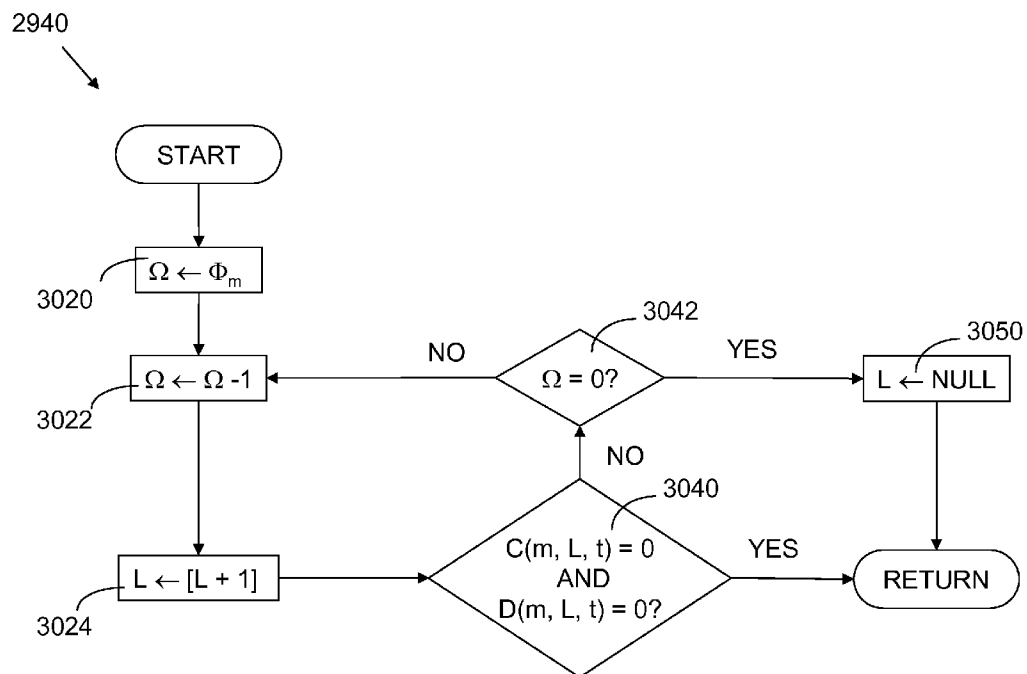 2940
START
Ω ← Φm
3020
3042
NO
YES
3050
Ω ← Ω -1
Ω = 0?
L ← NULL
3022
NO
3040
C(m, L, t) = 0
YES
L ← [L + 1]
AND
RETURN
D(m, L, t) = 0?
3024